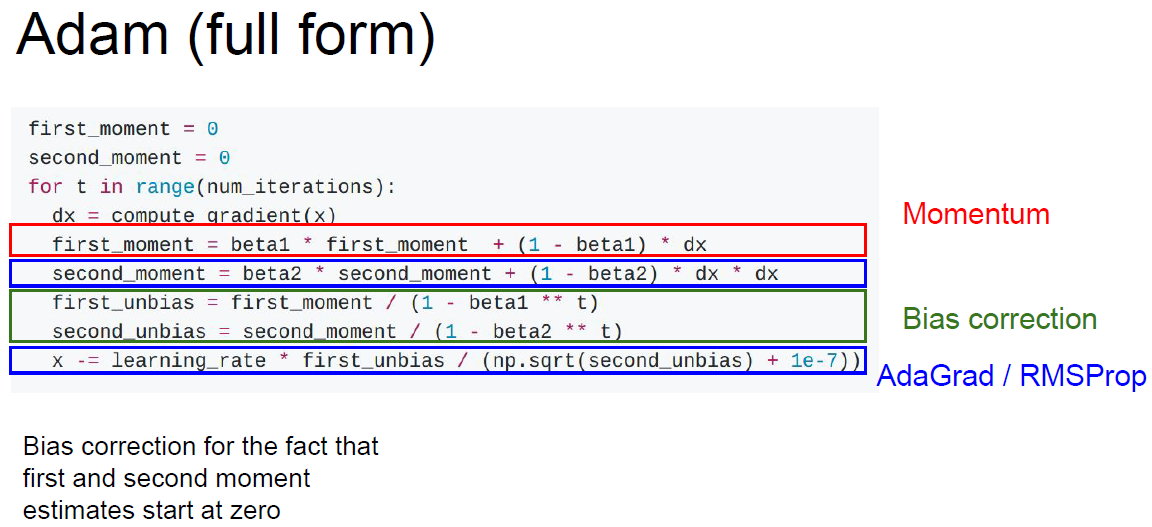 Adam (full form)
first_moment = 0
second_moment = 0
for t in range(num_iterations):
dx = compute_gradient(x)
first_moment = beta1 * first_moment + (1 - beta1) * dx
Momentum
second_moment = beta2 * second_moment + (1 - beta2) * dx * dx
first_unbias = first_moment / (1 - beta1 ** t)
second_unbias = second_moment / (1 - beta2 ** t)
Bias correction
x -= learning_rate * first_unbias / (np.sqrt(second_unbias) + 1e-7))
AdaGrad / RMSProp
Bias correction for the fact that
first and second moment
estimates start at zero